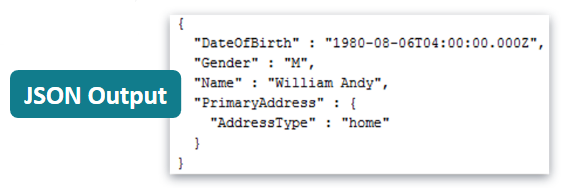 {
"DateOfBirth" : "1980-08-06T04:00:00.000Z",
"Gender" : "M",
"Name" : "William Andy",
"PrimaryAddress" : {
"AddressType" : "home"
}
}
JSON Output